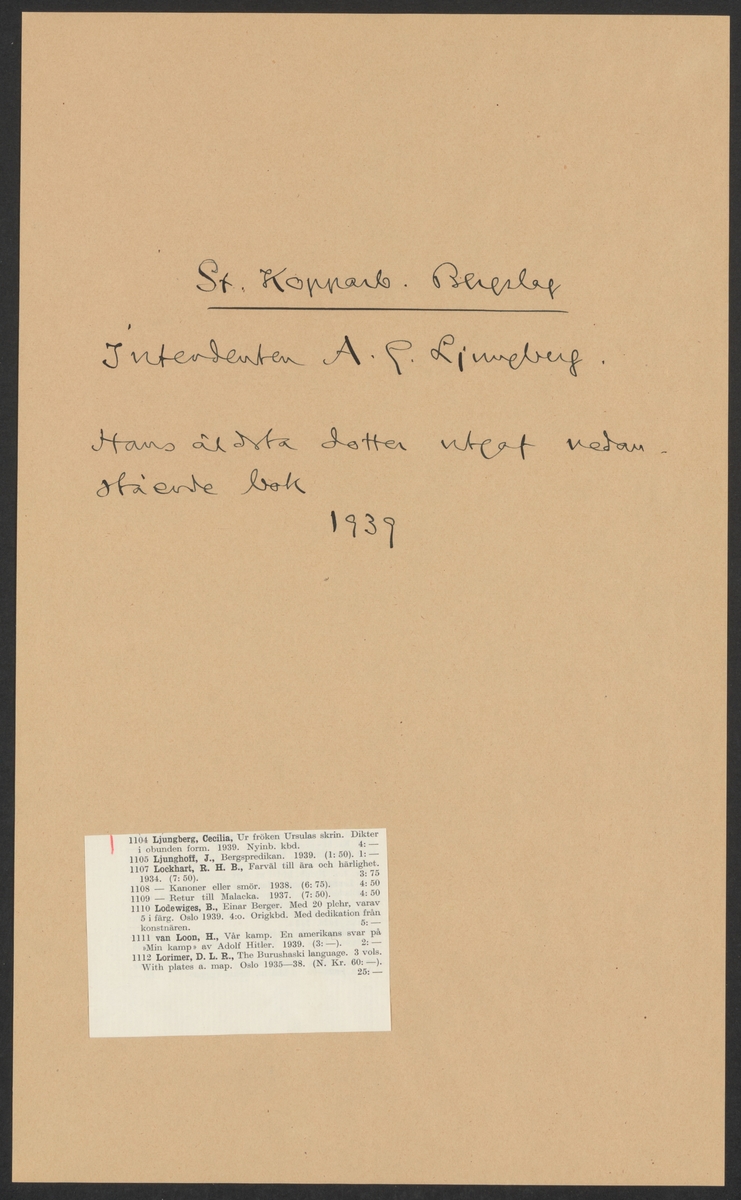 St. Kopparb. Bergslag
Intendenten A. G. Ljungberg.
Hans äldsta dotter utgaf nedan-
stående bok
1939
1104 Ljungberg, Cecilia, Ur fröken Ursulas skrin. Dikter
i obunden form. 1939. Nyinb. kbd. 4: —
1105 Ljunghoff, J., Bergspredikan. 1939. (1: 50). 1: —
1107 Lockhart, R. H. B., Farväl till ära och härlighet.
1934. (7: 50). 3: 75
1108 — Kanoner eller smör. 1938. (6: 75). 4: 50
1109 — Retur till Malacka. 1937. (7: 50). 4: 50
1110 Lodewiges, B., Einar Berger. Med 20 plchr, varav
5 i färg. Oslo 1939. 4:o. Origkbd. Med dedikation från
konstnären. 5: —
1111 van Loon, H., Vår kamp. En amerikans svar på
»Min kamp» av Adolf Hitler. 1939. (3: —). 2: —
1112 Lorimer, D. L. R., The Burushaski language. 3 vols.
With plates a. map. Oslo 1935—38. (N. Kr. 60: —).
25: —